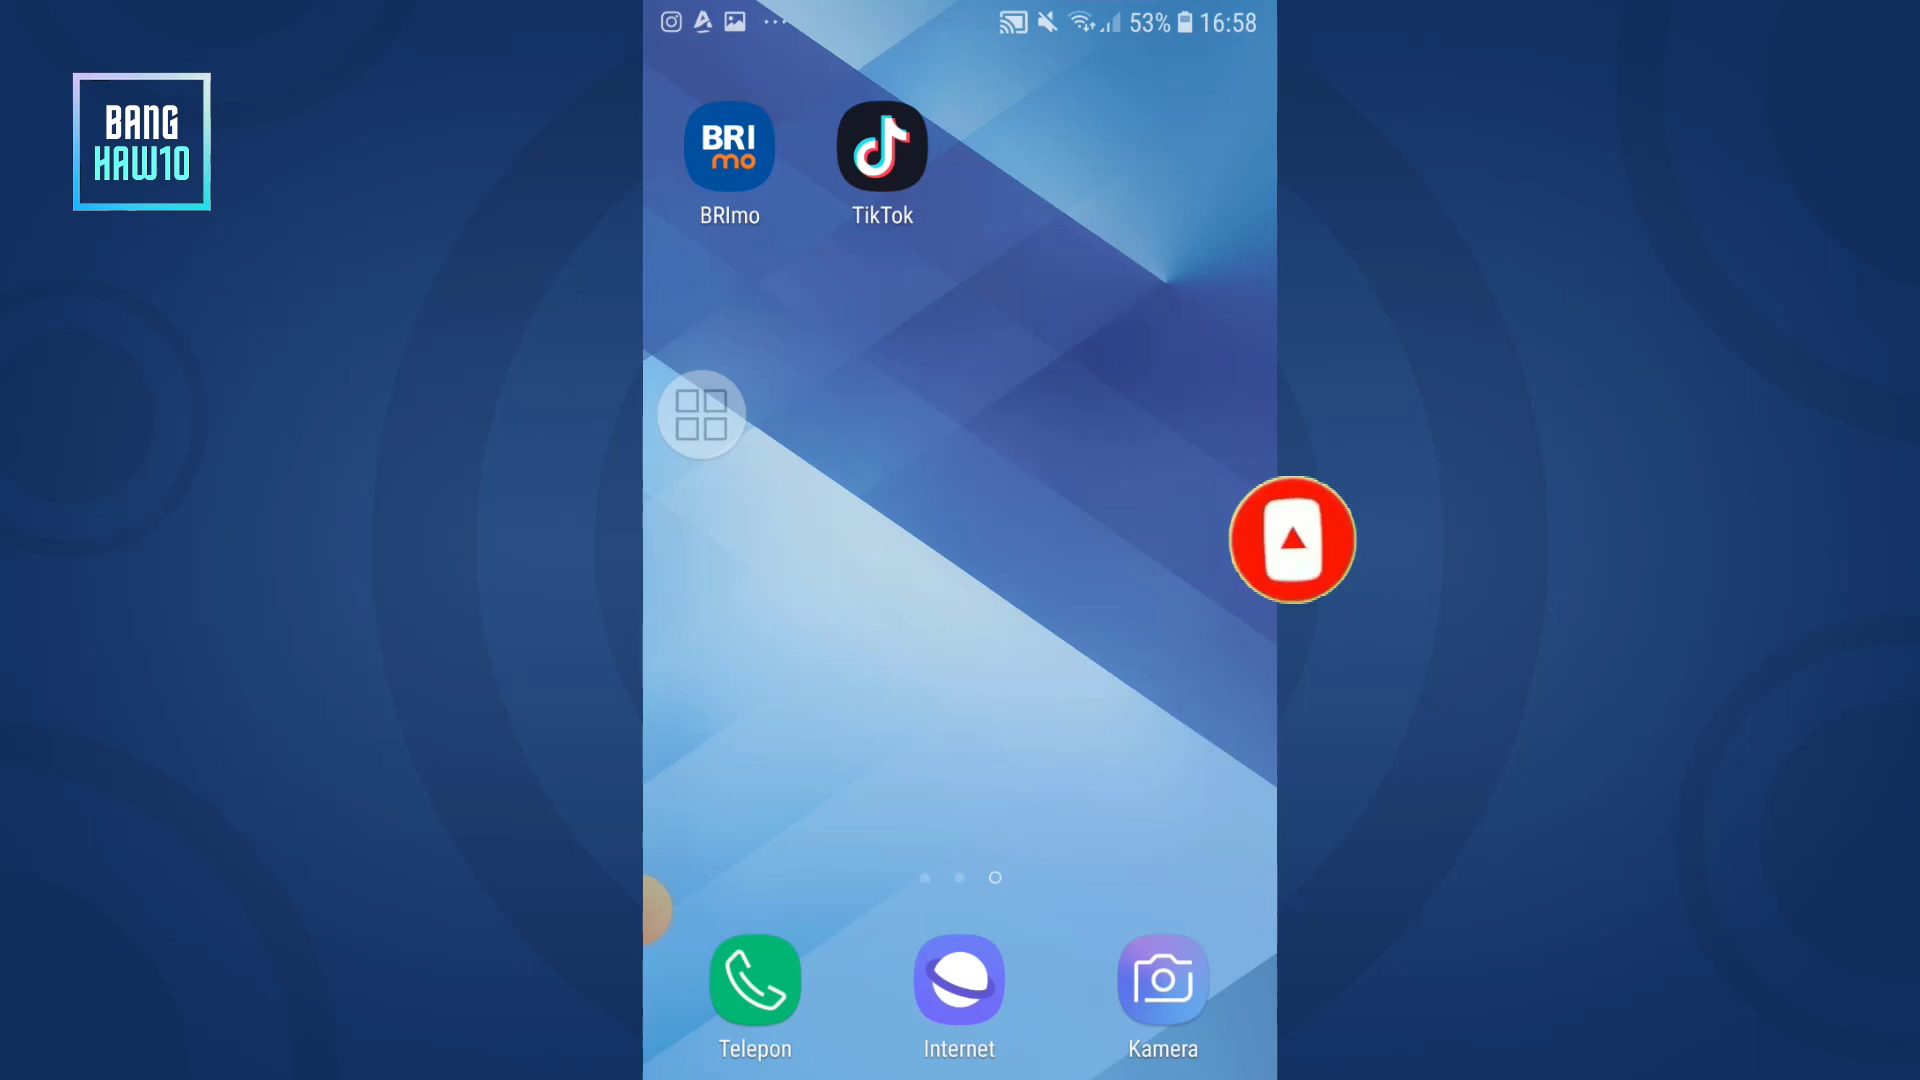 53% 16:58
BANG
HAW10
BRI
mo
BRImo
TikTok
Telepon
Internet
Kamera